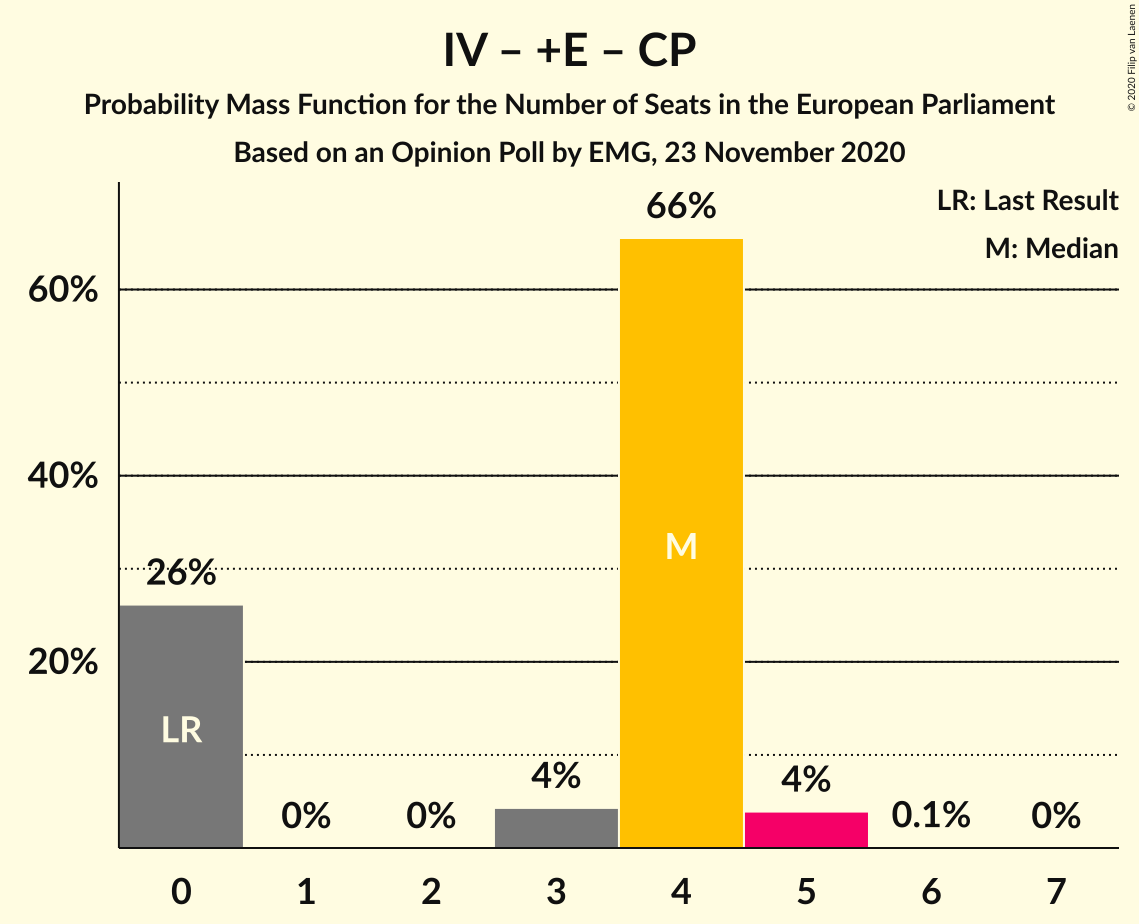 IV – +E – CP
Probability Mass Function for the Number of Seats in the European Parliament
Based on an Opinion Poll by EMG, 23 November 2020
© 2020 Filip van Laenen
LR: Last Result
M: Median
66%
60%
40%
M
26%
20%
LR
4%
4%
0%
0%
0.1%
0%
0
1
2
3
4
5
6
7